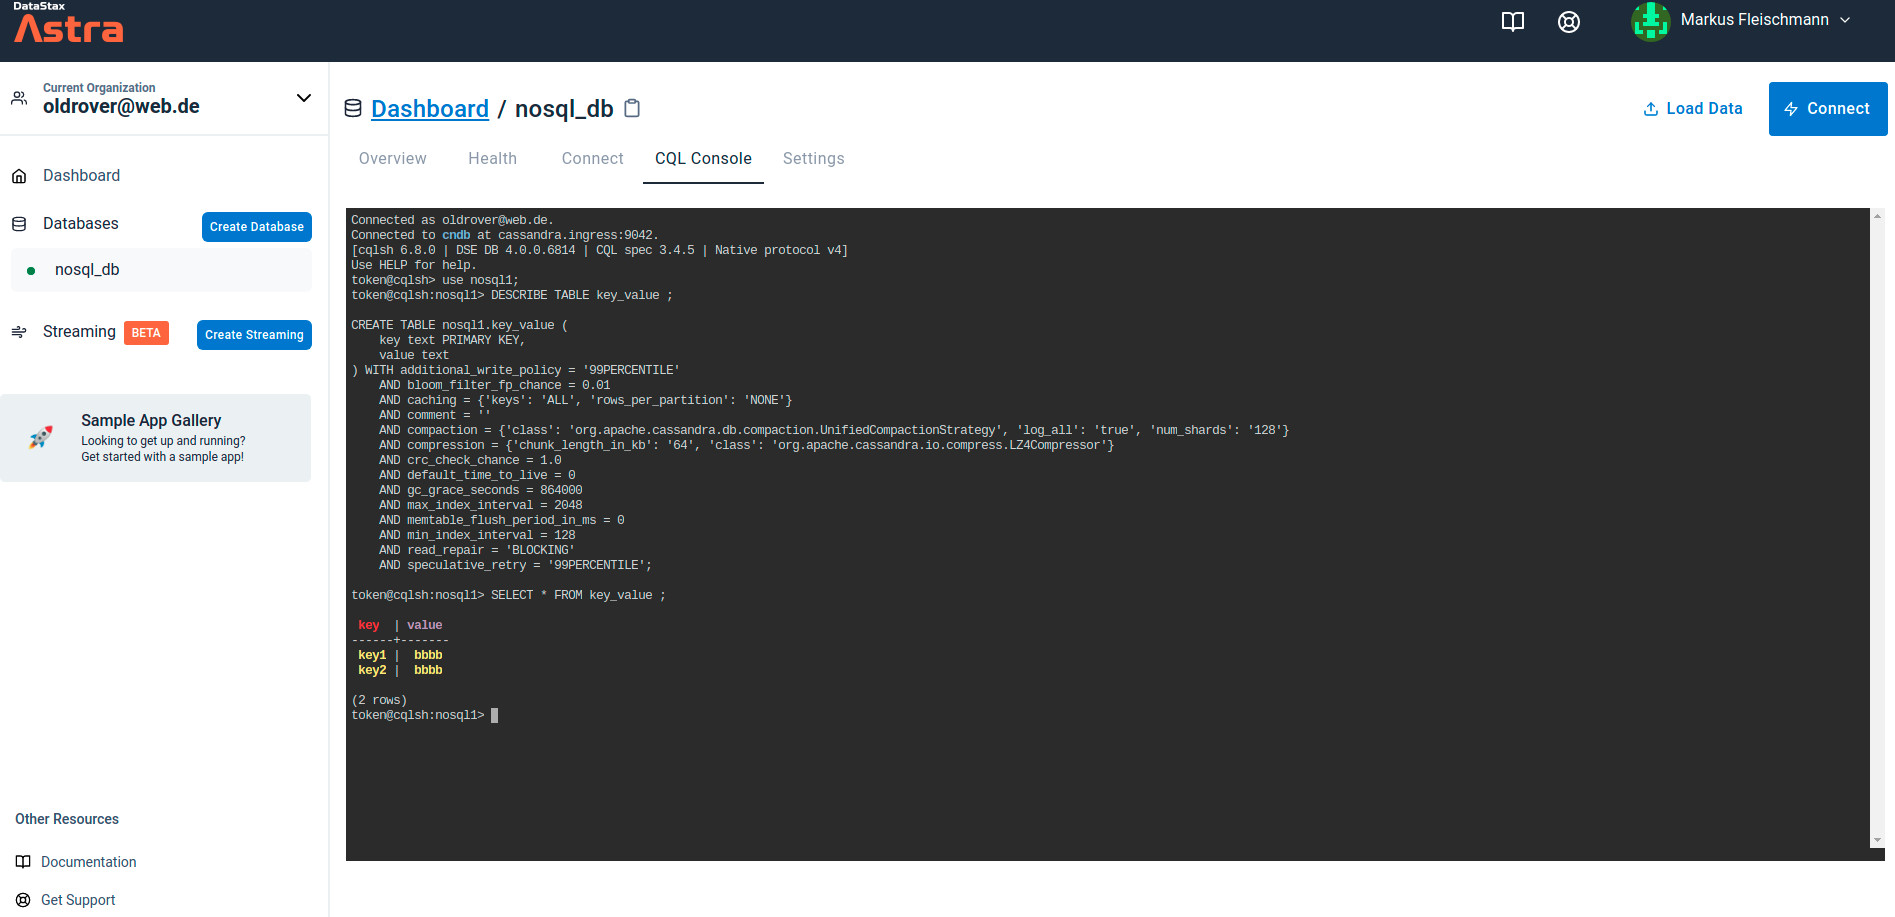 DataStax
Astra
Markus Fleischmann
Current Organization
oldrover@web.de
Dashboard
Databases
Create Database
nosql_db
Streaming
BETA
Create Streaming
Sample App Gallery
Looking to get up and running?
Get started with a sample app!
Other Resources
Documentation
Get Support
Dashboard / nosql_db
Load Data
Connect
Overview Health Connect CQL Console Settings
Connected as oldrover@web.de.
Connected to cndb at cassandra.ingress:9042.
[cqlsh 6.8.0 | DSE DB 4.0.0.6814 | CQL spec 3.4.5 | Native protocol v4]
Use HELP for help.
token@cqlsh> use nosql1;
token@cqlsh:nosql1> DESCRIBE TABLE key_value ;
CREATE TABLE nosql1.key_value (
    key text PRIMARY KEY,
    value text
) WITH additional_write_policy = '99PERCENTILE'
    AND bloom_filter_fp_chance = 0.01
    AND caching = {'keys': 'ALL', 'rows_per_partition': 'NONE'}
    AND comment = ''
    AND compaction = {'class': 'org.apache.cassandra.db.compaction.UnifiedCompactionStrategy', 'log_all': 'true', 'num_shards': '128'}
    AND compression = {'chunk_length_in_kb': '64', 'class': 'org.apache.cassandra.io.compress.LZ4Compressor'}
    AND crc_check_chance = 1.0
    AND default_time_to_live = 0
    AND gc_grace_seconds = 864000
    AND max_index_interval = 2048
    AND memtable_flush_period_in_ms = 0
    AND min_index_interval = 128
    AND read_repair = 'BLOCKING'
    AND speculative_retry = '99PERCENTILE';
token@cqlsh:nosql1> SELECT * FROM key_value ;
 key  | value
------+-------
 key1 |  bbbb
 key2 |  bbbb
(2 rows)
token@cqlsh:nosql1>